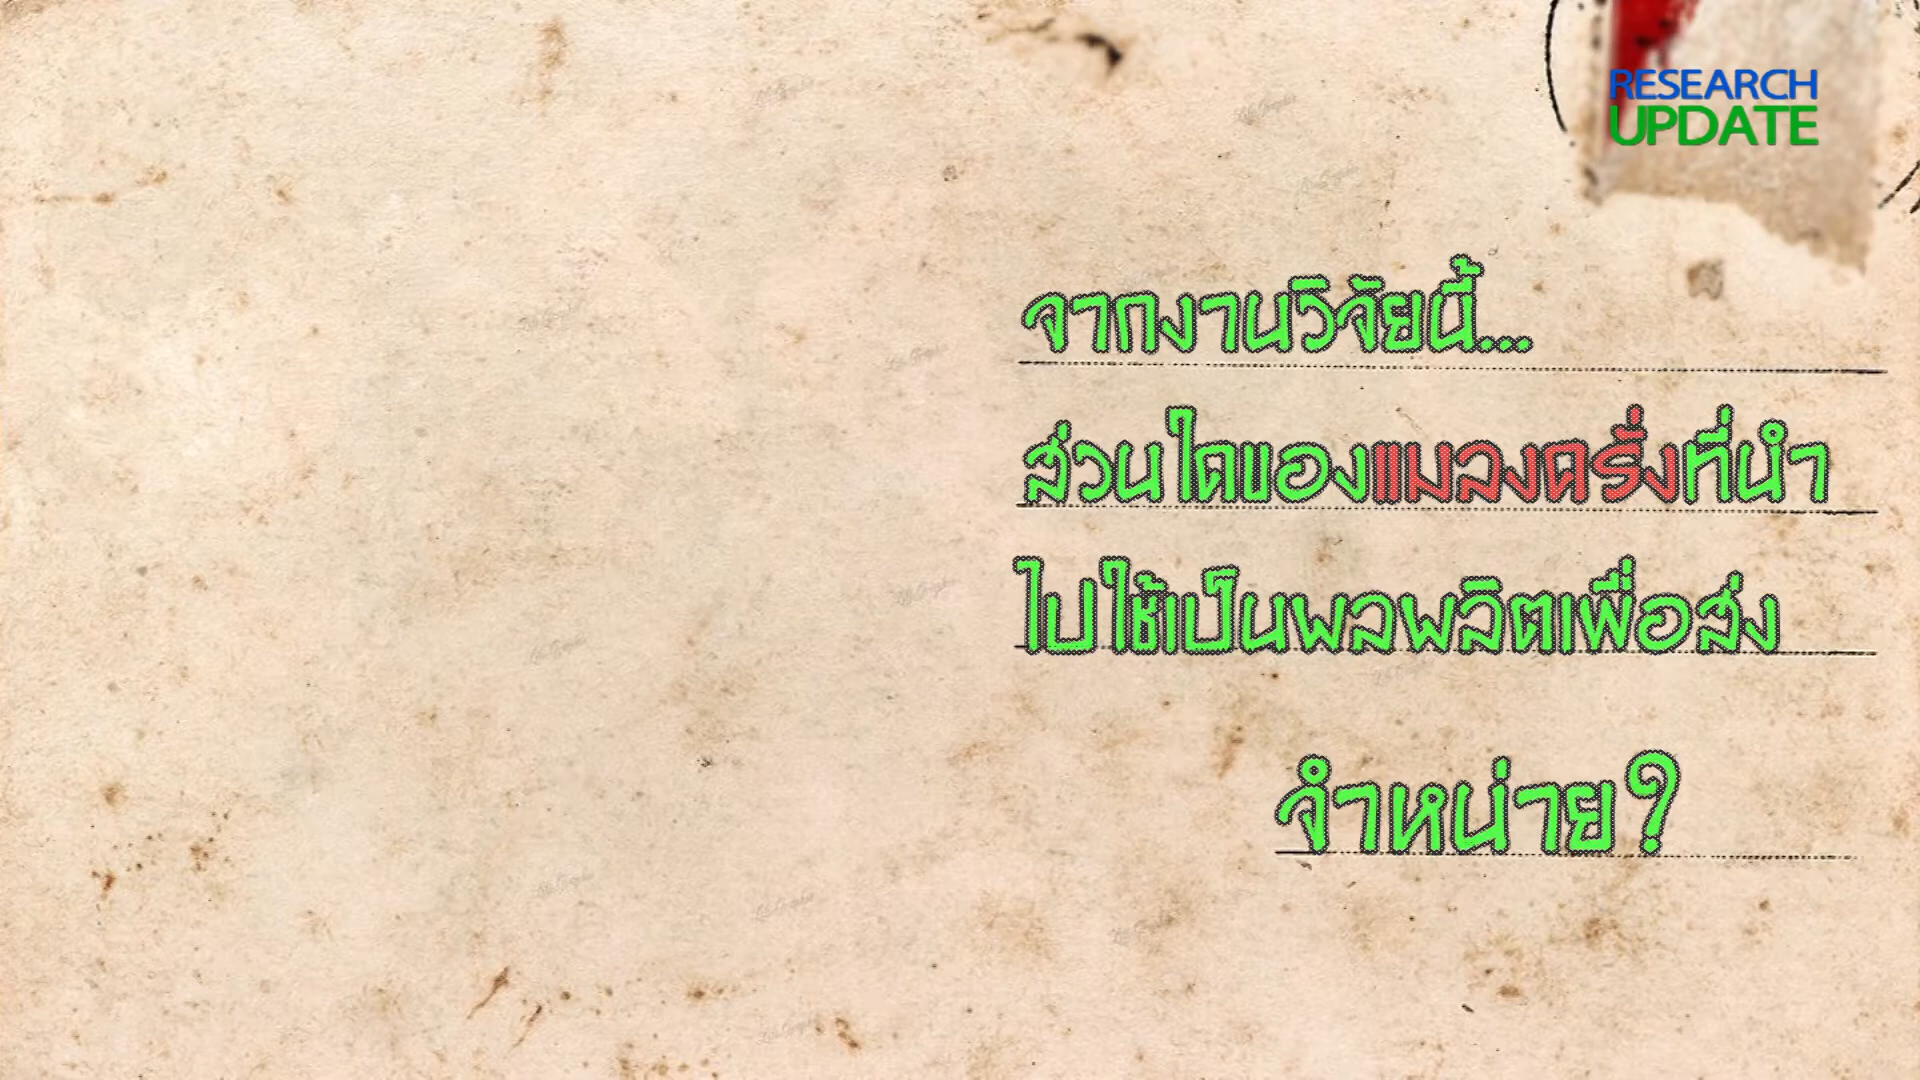 RESEARCH
UPDATE
จากงานวิจัยนี้...
ส่วนใดของแมลงครั่งที่นำ
ไปใช้เป็นผลผลิตเพื่อส่ง
จำหน่าย?